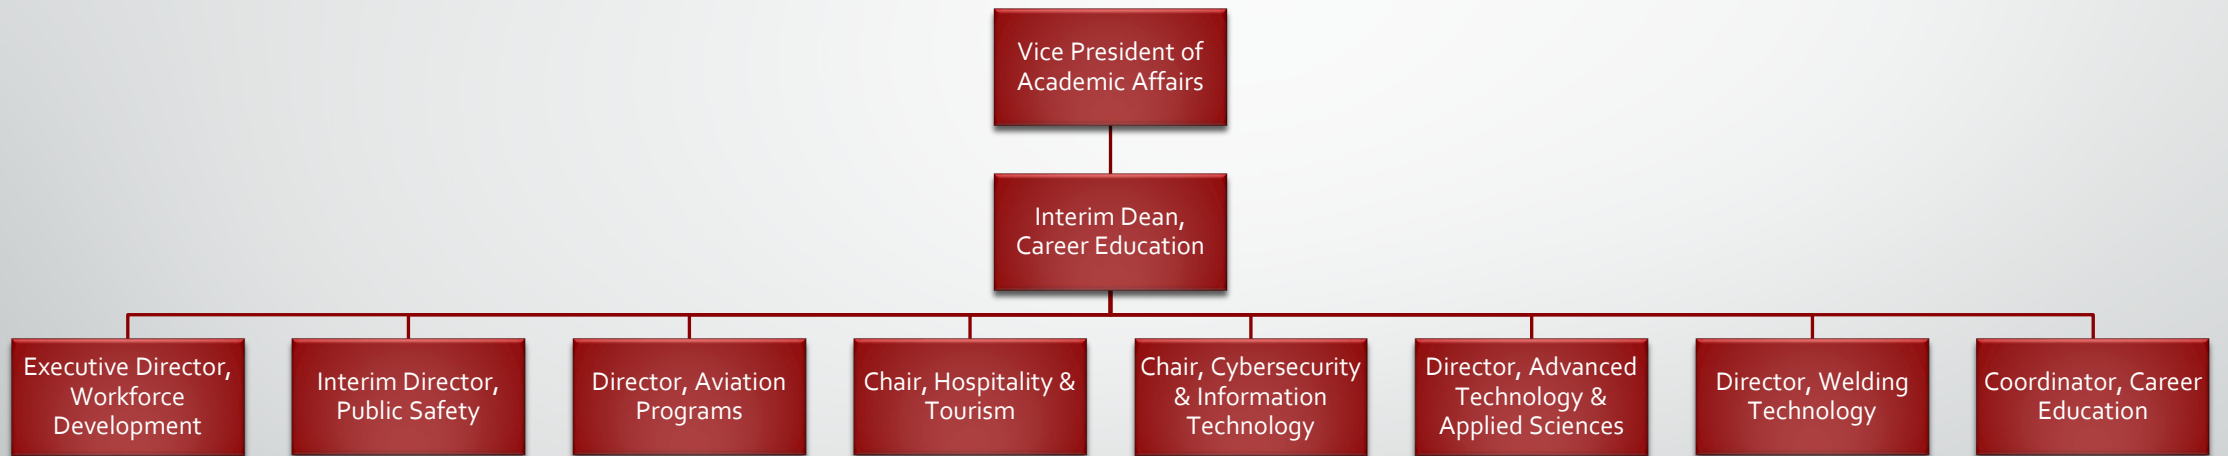 Vice President of
Academic Affairs
Interim Dean,
Career Education
Executive Director,
Workforce
Development
Interim Director,
Public Safety
Director, Aviation
Programs
Chair, Hospitality &
Tourism
Chair, Cybersecurity
& Information
Technology
Director, Advanced
Technology &
Applied Sciences
Director, Welding
Technology
Coordinator, Career
Education